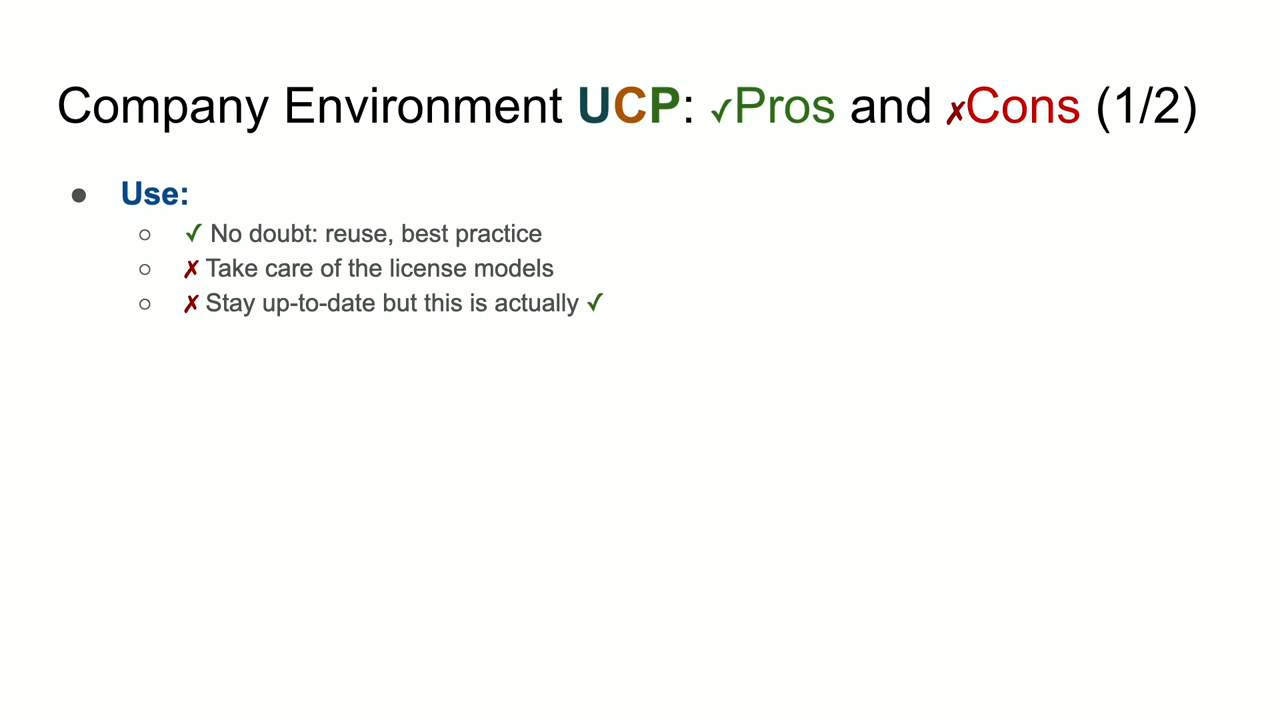 Company Environment UCP: ✓Pros and ✗Cons (1/2)
● Use:
○ ✓ No doubt: reuse, best practice
○ ✗ Take care of the license models
○ ✗ Stay up-to-date but this is actually ✓